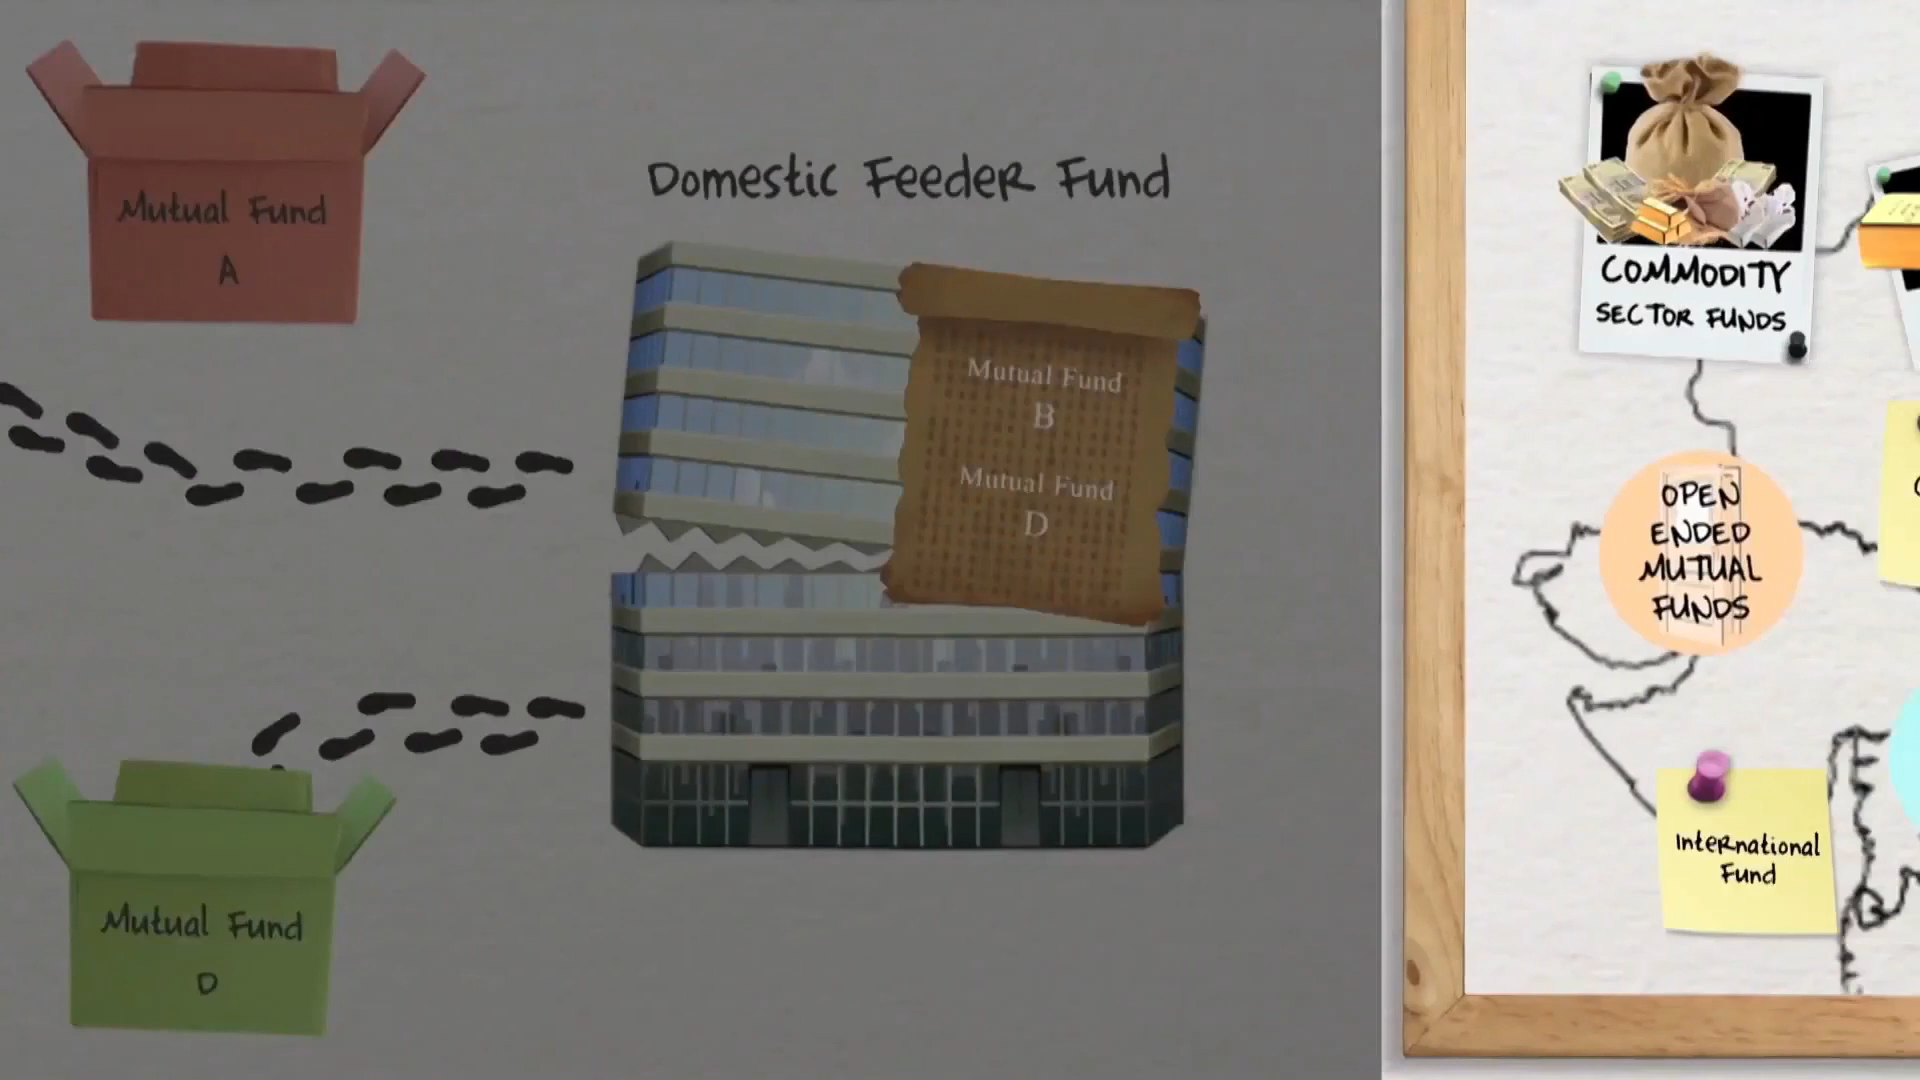 Mutual Fund
A
Domestic Feeder Fund
Mutual Fund
B
Mutual Fund
D
Mutual Fund
D
COMMODITY
SECTOR FUNDS
OPEN
ENDED
MUTUAL
FUNDS
International
Fund